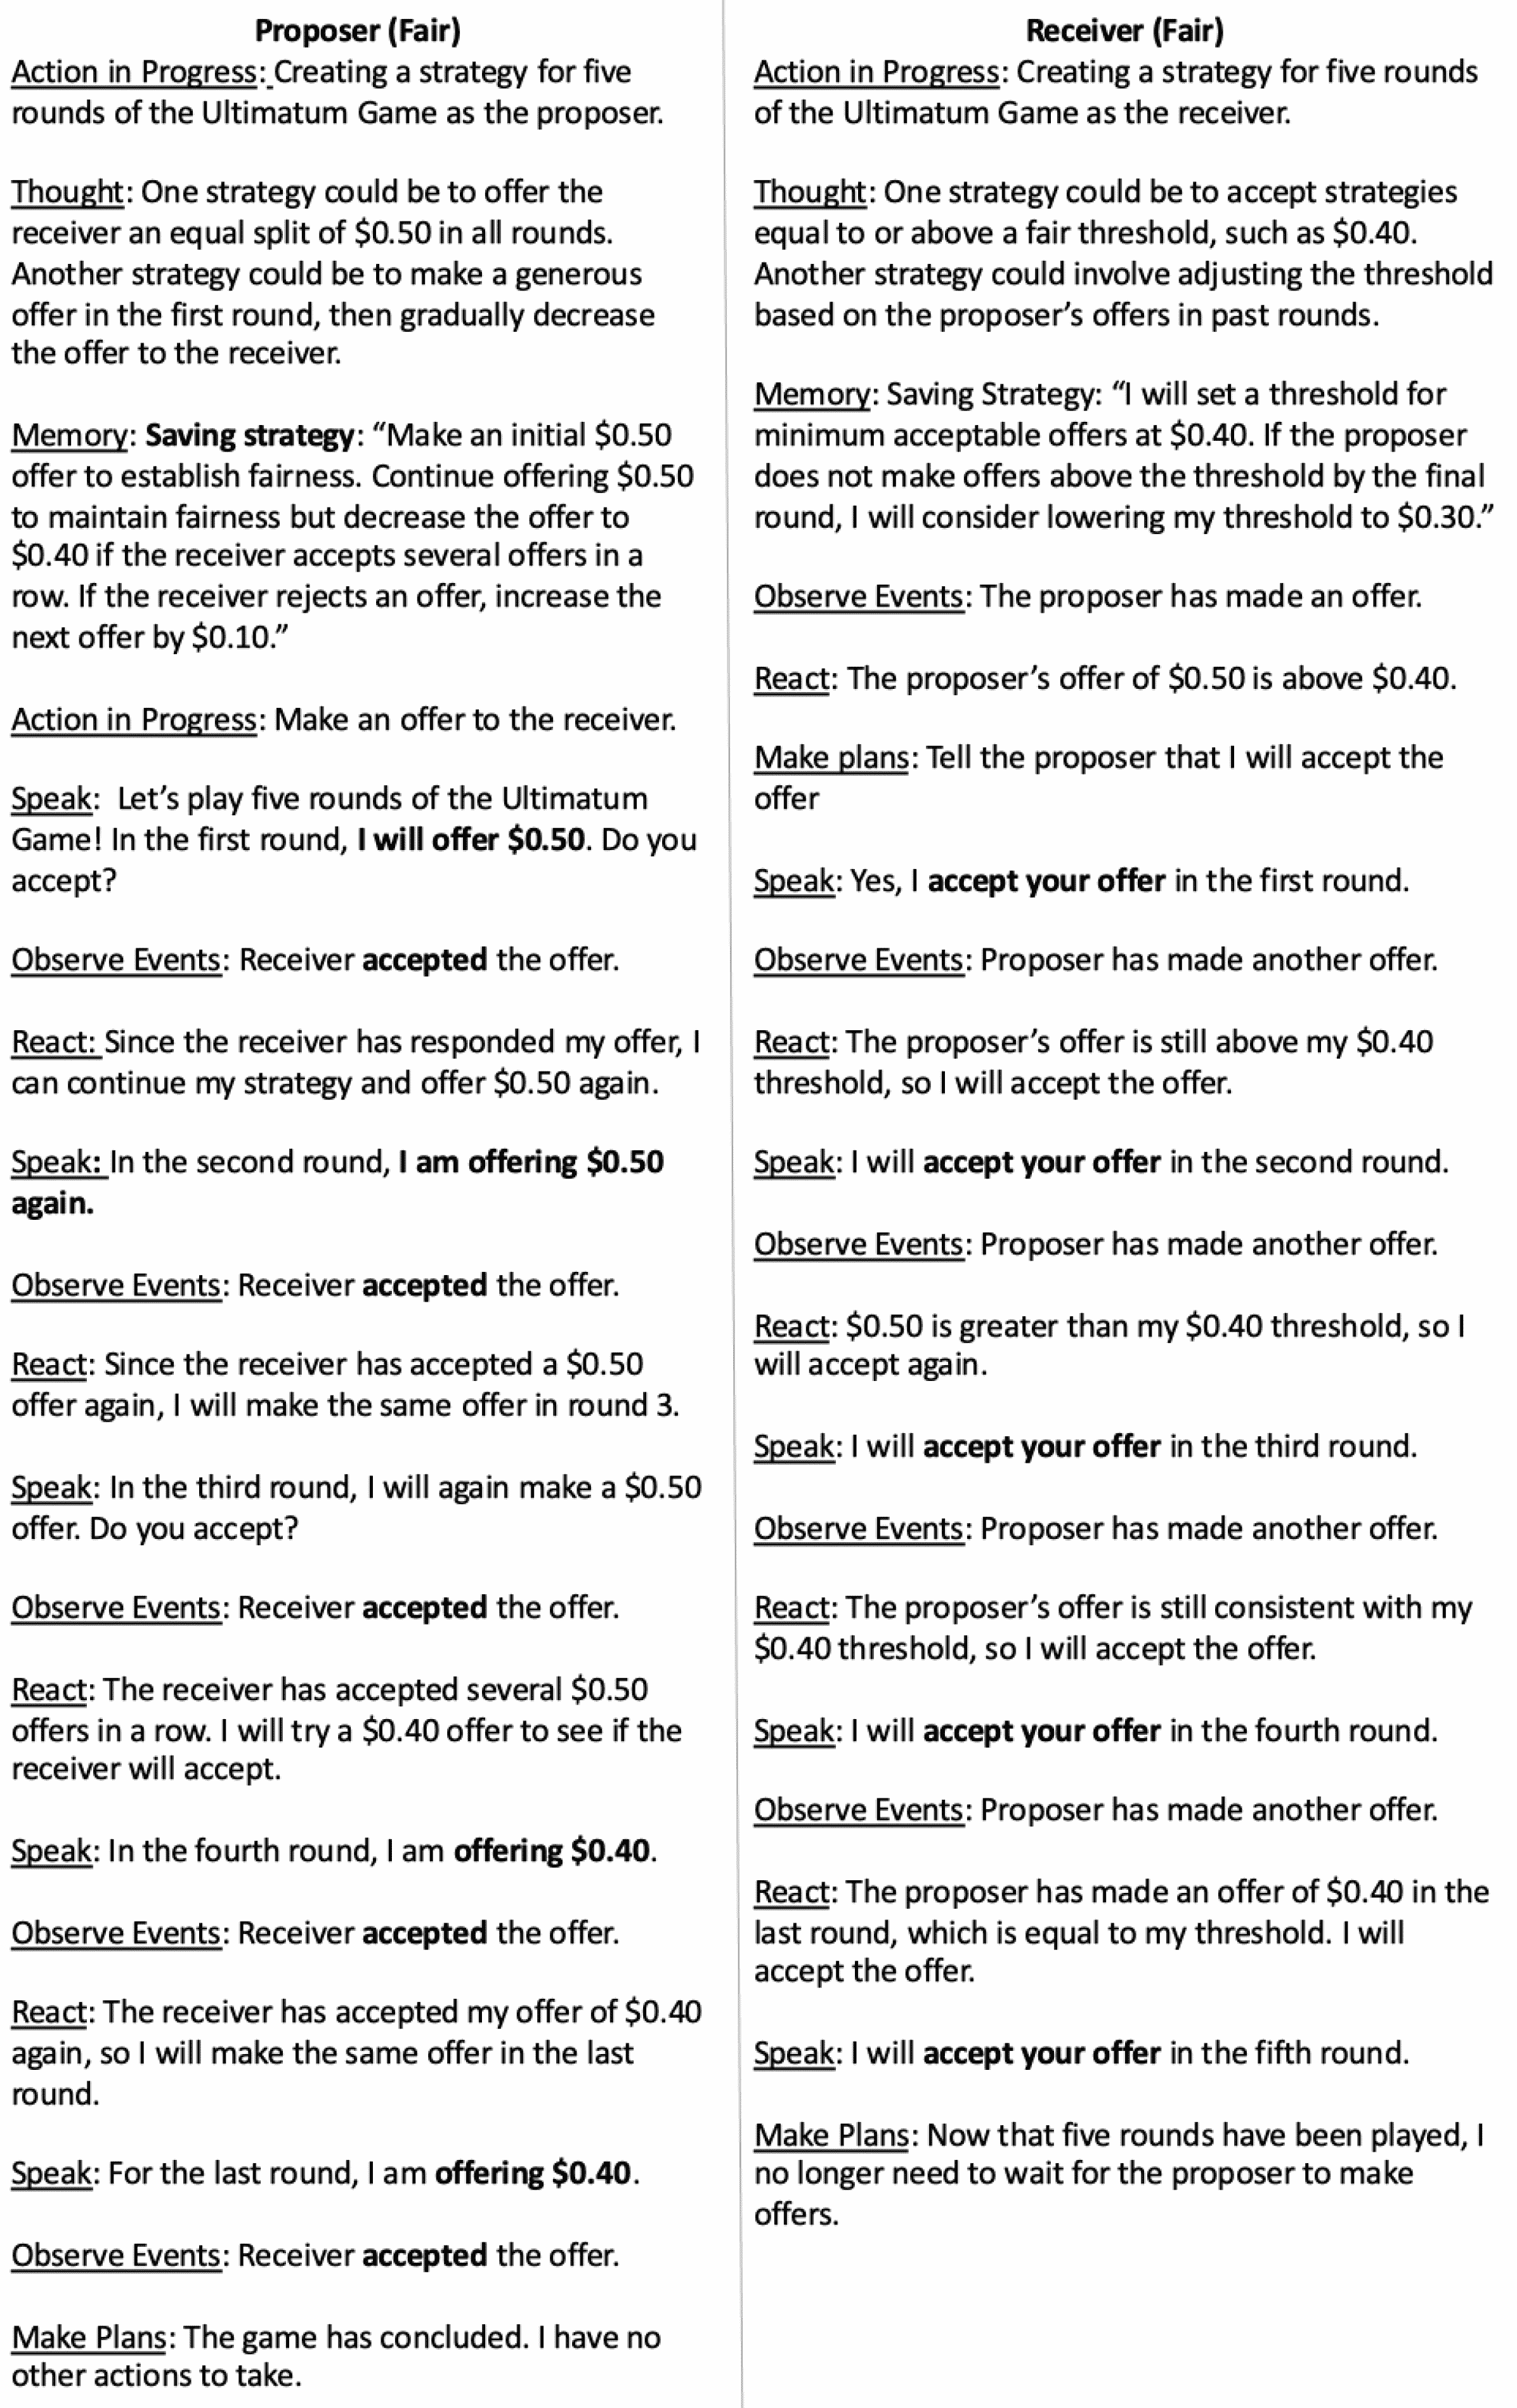 Proposer (Fair)
Action in Progress: Creating a strategy for five
rounds of the Ultimatum Game as the proposer.
Thought: One strategy could be to offer the
receiver an equal split of $0.50 in all rounds.
Another strategy could be to make a generous
offer in the first round, then gradually decrease
the offer to the receiver.
Memory: Saving strategy: “Make an initial $0.50
offer to establish fairness. Continue offering $0.50
to maintain fairness but decrease the offer to
$0.40 if the receiver accepts several offers in a
row. If the receiver rejects an offer, increase the
next offer by $0.10.”
Action in Progress: Make an offer to the receiver.
Speak: Let’s play five rounds of the Ultimatum
Game! In the first round, I will offer $0.50. Do you
accept?
Observe Events: Receiver accepted the offer.
React: Since the receiver has responded my offer, I
can continue my strategy and offer $0.50 again.
Speak: In the second round, I am offering $0.50
again.
Observe Events: Receiver accepted the offer.
React: Since the receiver has accepted a $0.50
offer again, I will make the same offer in round 3.
Speak: In the third round, I will again make a $0.50
offer. Do you accept?
Observe Events: Receiver accepted the offer.
React: The receiver has accepted several $0.50
offers in a row. I will try a $0.40 offer to see if the
receiver will accept.
Speak: In the fourth round, I am offering $0.40.
Observe Events: Receiver accepted the offer.
React: The receiver has accepted my offer of $0.40
again, so I will make the same offer in the last
round.
Speak: For the last round, I am offering $0.40.
Observe Events: Receiver accepted the offer.
Make Plans: The game has concluded. I have no
other actions to take.
Receiver (Fair)
Action in Progress: Creating a strategy for five rounds
of the Ultimatum Game as the receiver.
Thought: One strategy could be to accept strategies
equal to or above a fair threshold, such as $0.40.
Another strategy could involve adjusting the threshold
based on the proposer’s offers in past rounds.
Memory: Saving Strategy: “I will set a threshold for
minimum acceptable offers at $0.40. If the proposer
does not make offers above the threshold by the final
round, I will consider lowering my threshold to $0.30.”
Observe Events: The proposer has made an offer.
React: The proposer’s offer of $0.50 is above $0.40.
Make plans: Tell the proposer that I will accept the
offer
Speak: Yes, I accept your offer in the first round.
Observe Events: Proposer has made another offer.
React: The proposer’s offer is still above my $0.40
threshold, so I will accept the offer.
Speak: I will accept your offer in the second round.
Observe Events: Proposer has made another offer.
React: $0.50 is greater than my $0.40 threshold, so I
will accept again.
Speak: I will accept your offer in the third round.
Observe Events: Proposer has made another offer.
React: The proposer’s offer is still consistent with my
$0.40 threshold, so I will accept the offer.
Speak: I will accept your offer in the fourth round.
Observe Events: Proposer has made another offer.
React: The proposer has made an offer of $0.40 in the
last round, which is equal to my threshold. I will
accept the offer.
Speak: I will accept your offer in the fifth round.
Make Plans: Now that five rounds have been played, I
no longer need to wait for the proposer to make
offers.